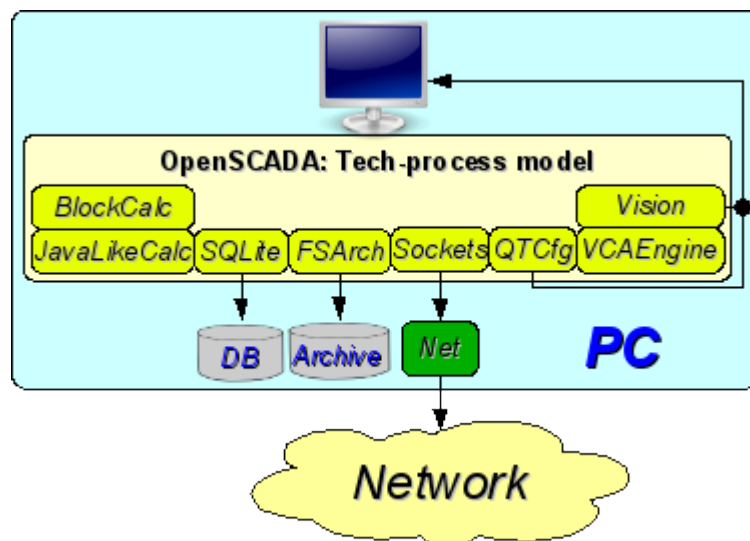 OpenSCADA: Tech-process model
BlockCalc
Vision
JavaLikeCalc
SQLite
FSArch
Sockets
QTCfg
VCAEngine
DB
Archive
Net
PC
Network